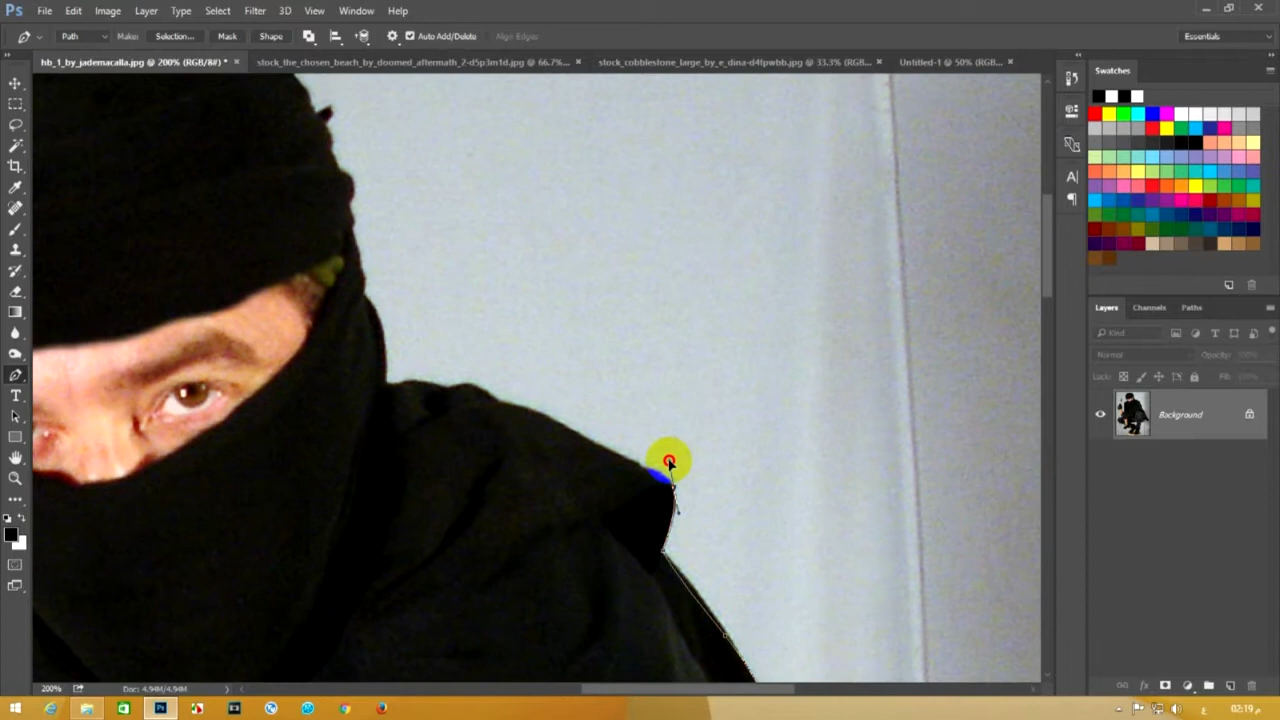 Ps File Edit Image Layer Type Select Filter 3D View Window Help
Path Make: Selection... Mask Shape Auto Add/Delete Align Edges Essentials
hb_1_by_jademacalla.jpg @ 200% (RGB/8#) * × stock_the_chosen_beach_by_doomed_aftermath_2-d5p3m1d.jpg @ 66.7%... × stock_cobblestone_large_by_e_dina-d4fpwbb.jpg @ 33.3% (RGB... × Untitled-1 @ 50% (RGB... ×
Swatches
Layers Channels Paths
Kind
Normal Opacity: 100%
Lock: Fill: 100%
Background
200% Doc: 4.94M/4.94M
ع 02:19 م